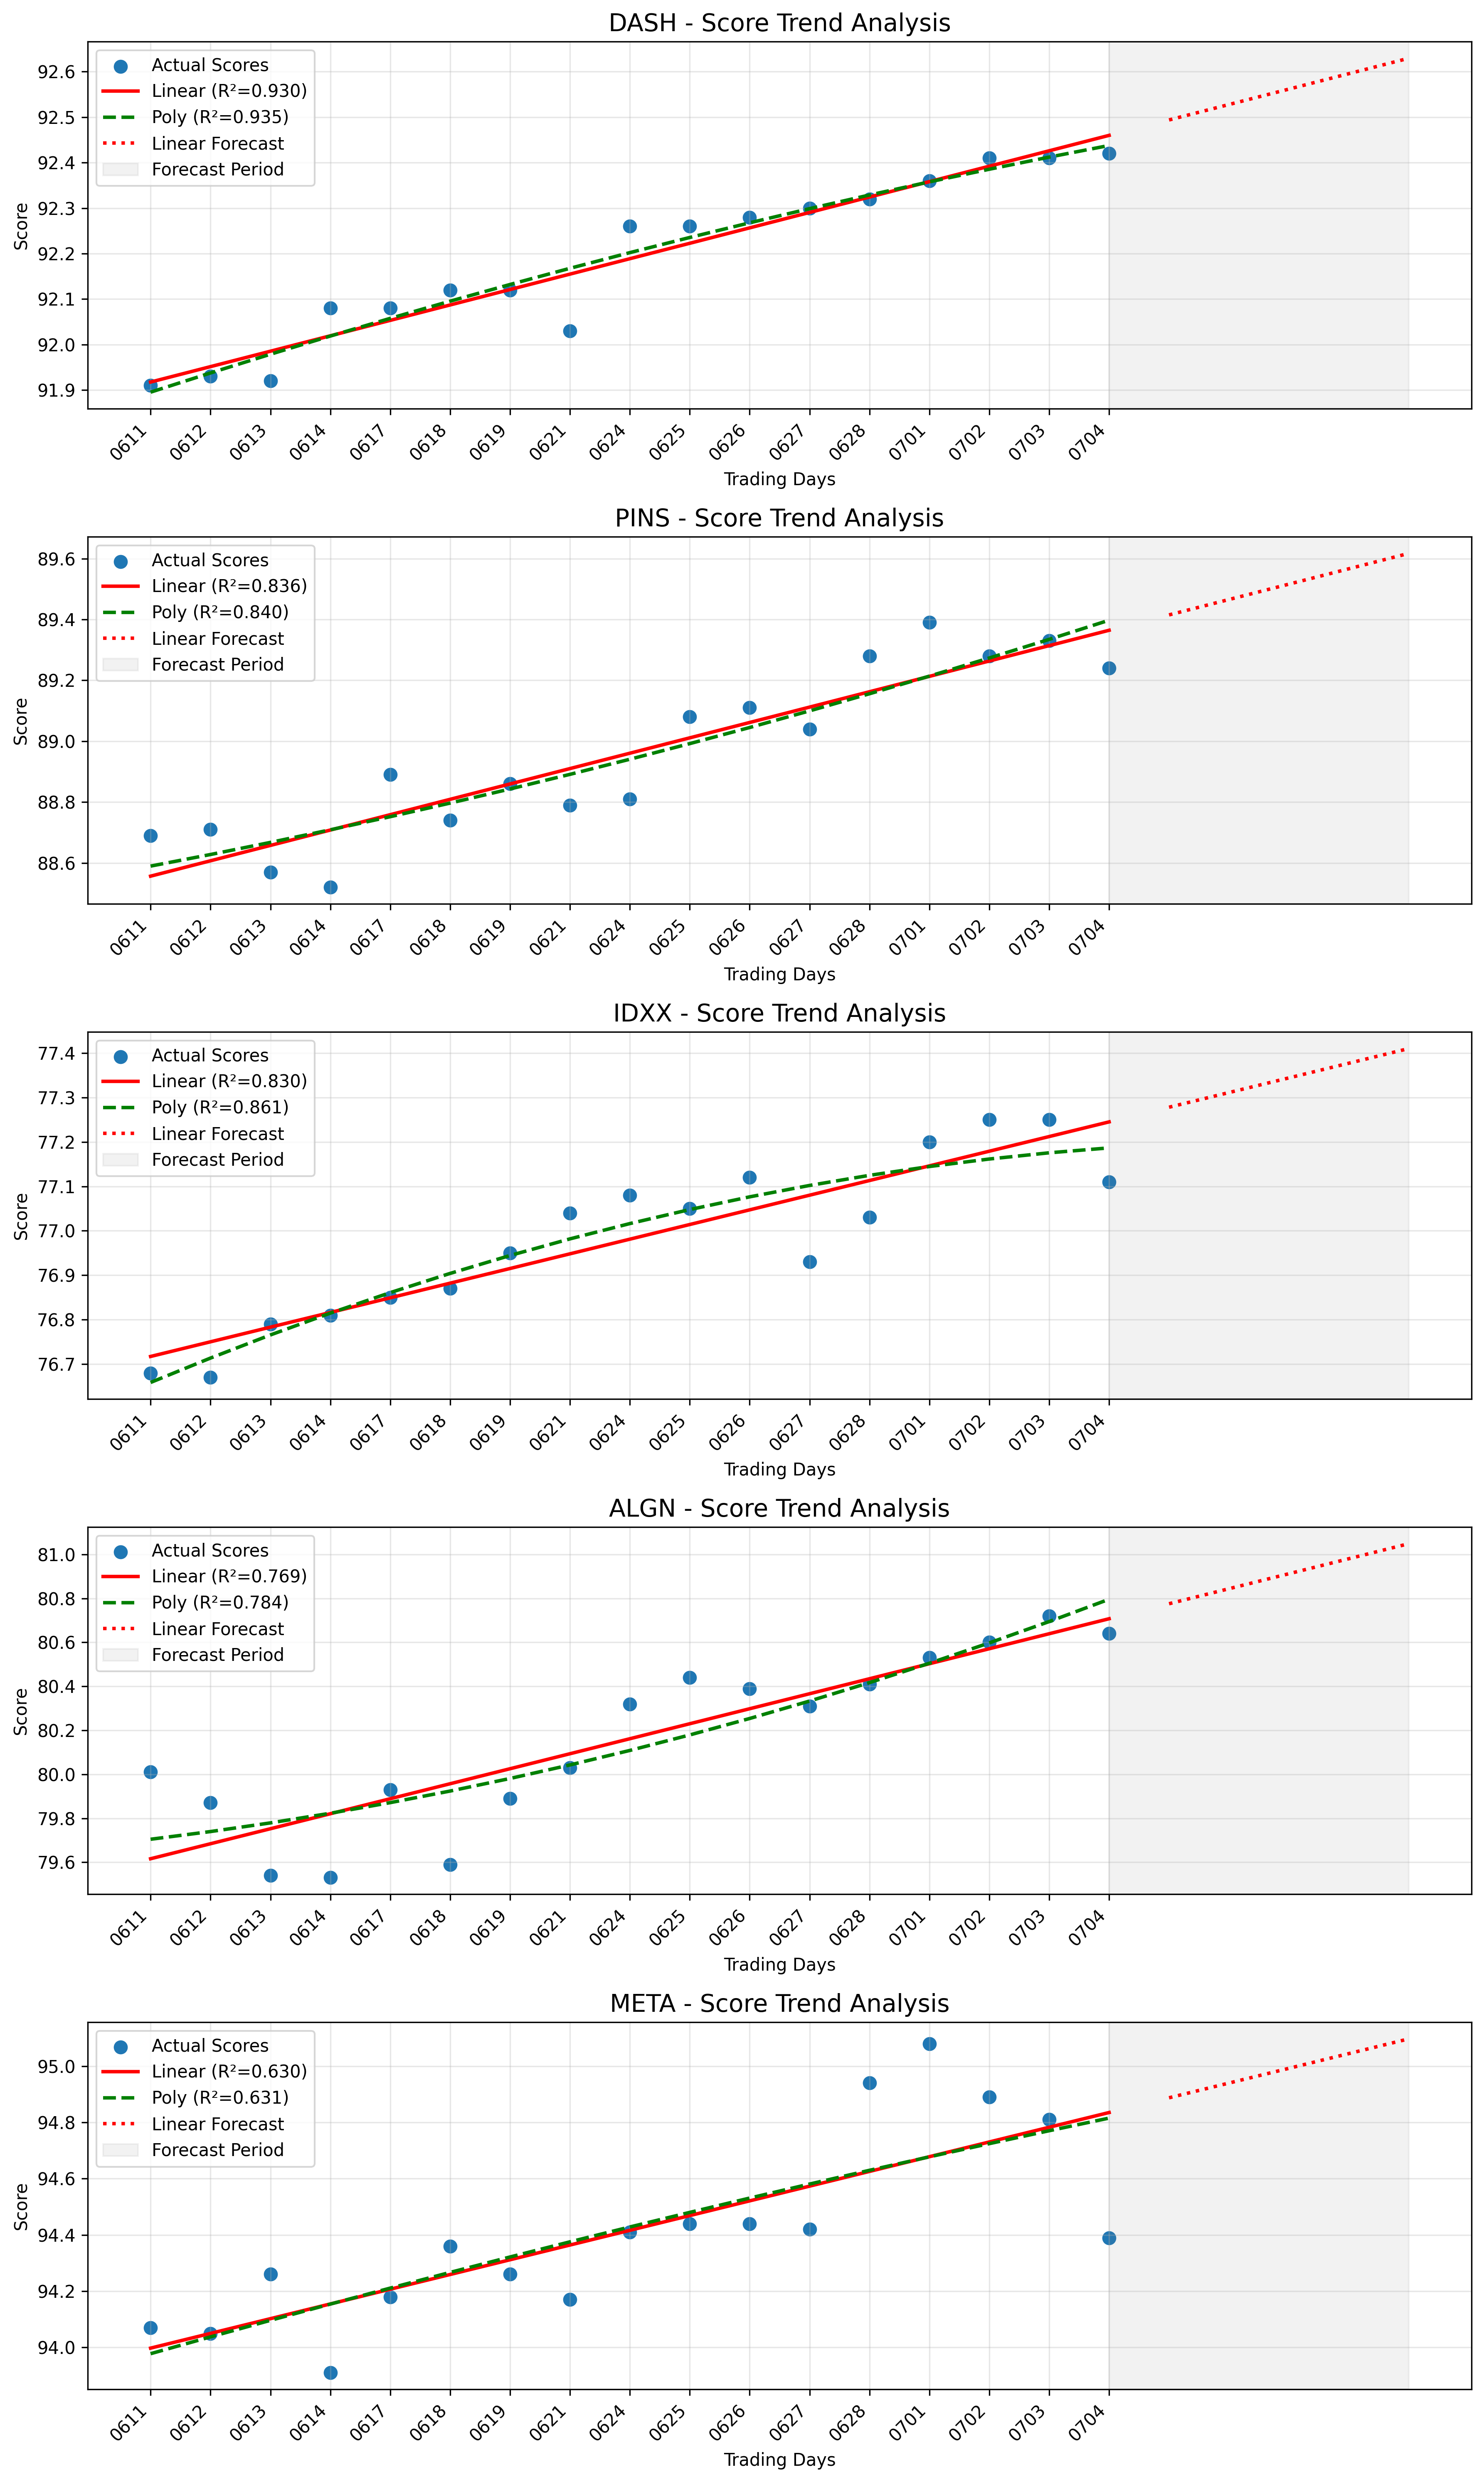 DASH - Score Trend Analysis
Actual Scores
Linear (R²=0.930)
Poly (R²=0.935)
Linear Forecast
Forecast Period
92.6
92.5
92.4
92.3
92.2
92.1
92.0
91.9
Score
0611 0612 0613 0614 0617 0618 0619 0621 0624 0625 0626 0627 0628 0701 0702 0703 0704
Trading Days
PINS - Score Trend Analysis
Actual Scores
Linear (R²=0.836)
Poly (R²=0.840)
Linear Forecast
Forecast Period
89.6
89.4
89.2
89.0
88.8
88.6
Score
0611 0612 0613 0614 0617 0618 0619 0621 0624 0625 0626 0627 0628 0701 0702 0703 0704
Trading Days
IDXX - Score Trend Analysis
Actual Scores
Linear (R²=0.830)
Poly (R²=0.861)
Linear Forecast
Forecast Period
77.4
77.3
77.2
77.1
77.0
76.9
76.8
76.7
Score
0611 0612 0613 0614 0617 0618 0619 0621 0624 0625 0626 0627 0628 0701 0702 0703 0704
Trading Days
ALGN - Score Trend Analysis
Actual Scores
Linear (R²=0.769)
Poly (R²=0.784)
Linear Forecast
Forecast Period
81.0
80.8
80.6
80.4
80.2
80.0
79.8
79.6
Score
0611 0612 0613 0614 0617 0618 0619 0621 0624 0625 0626 0627 0628 0701 0702 0703 0704
Trading Days
META - Score Trend Analysis
Actual Scores
Linear (R²=0.630)
Poly (R²=0.631)
Linear Forecast
Forecast Period
95.0
94.8
94.6
94.4
94.2
94.0
Score
0611 0612 0613 0614 0617 0618 0619 0621 0624 0625 0626 0627 0628 0701 0702 0703 0704
Trading Days